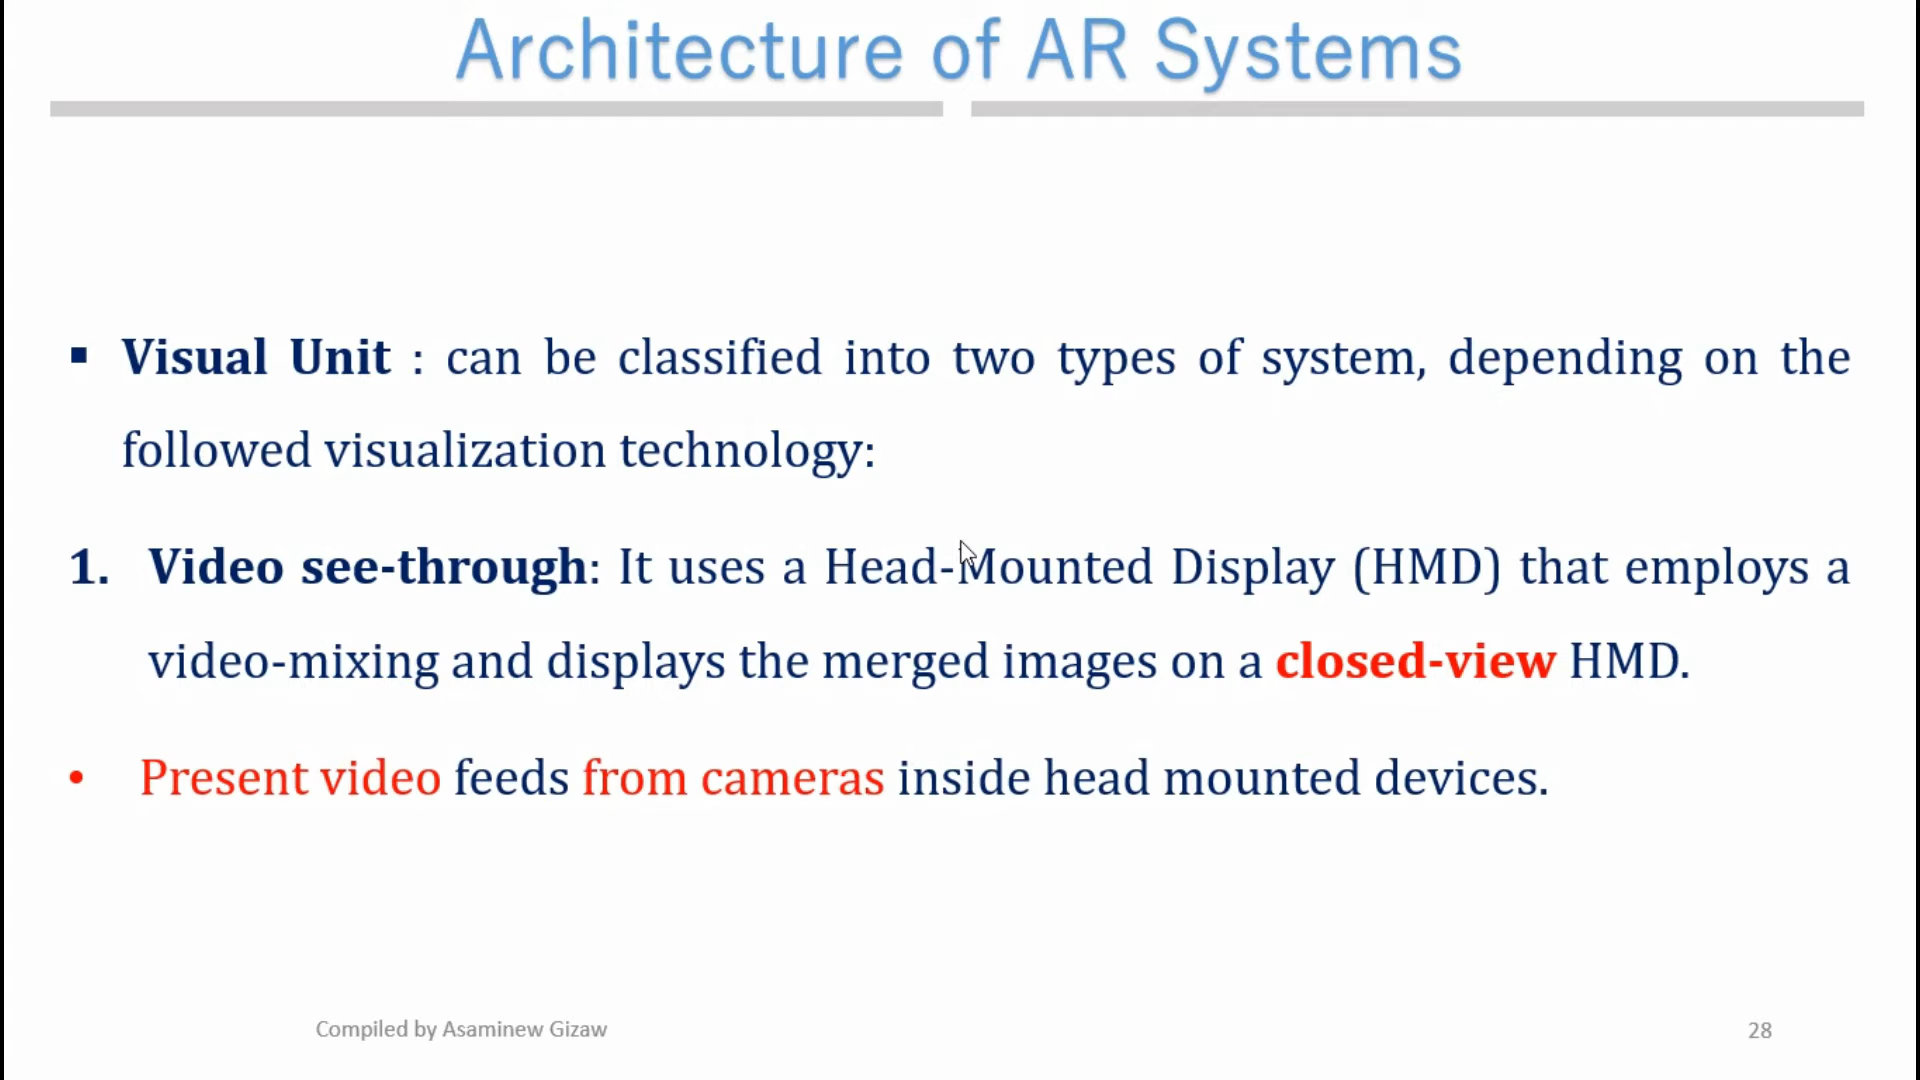 Architecture of AR Systems
▪ Visual Unit : can be classified into two types of system, depending on the
followed visualization technology:
1. Video see-through: It uses a Head-Mounted Display (HMD) that employs a
video-mixing and displays the merged images on a closed-view HMD.
• Present video feeds from cameras inside head mounted devices.
Compiled by Asaminew Gizaw
28